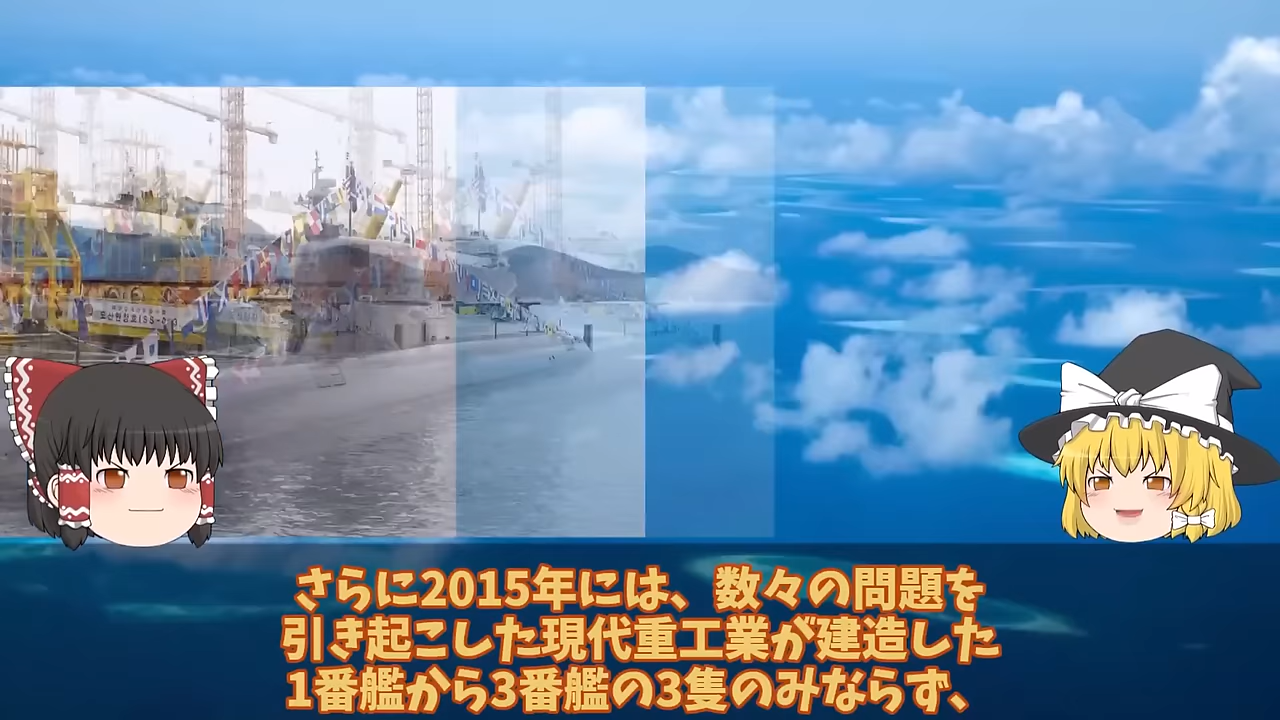 さらに2015年には、数々の問題を
引き起こした現代重工業が建造した
1番艦から3番艦の3隻のみならず、